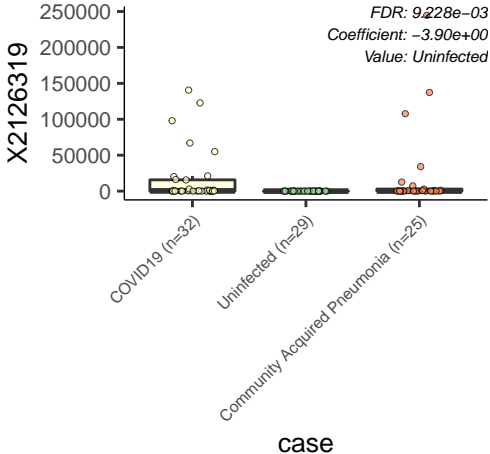 FDR: 9.228e−03
Coefficient: −3.90e+00
Value: Uninfected
X2126319
250000
200000
150000
100000
50000
0
COVID19 (n=32)
Uninfected (n=29)
Community Acquired Pneumonia (n=25)
case